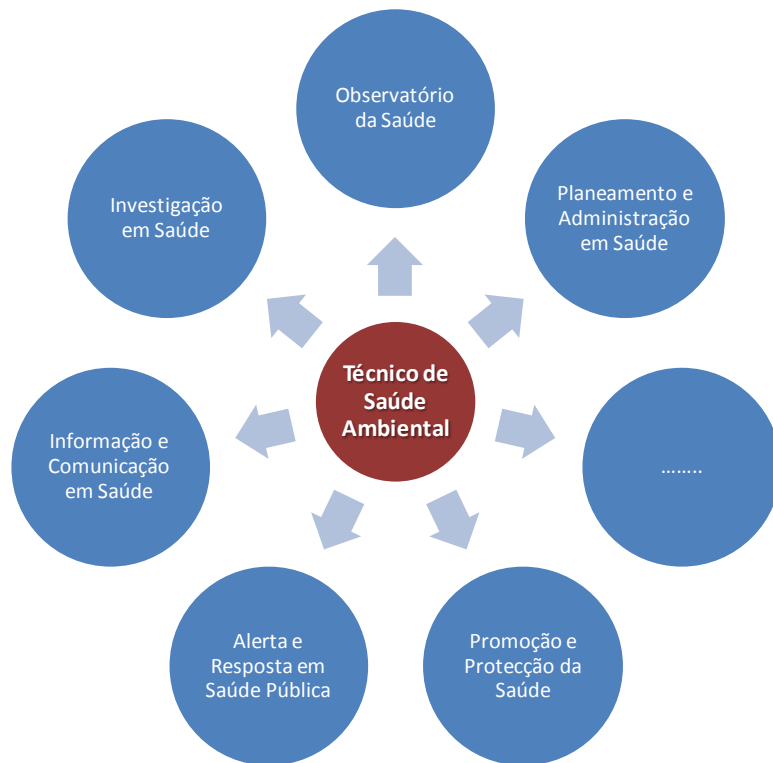 Observatório
da Saúde
Planeamento e
Administração
em Saúde
........
Promoção e
Protecção da
Saúde
Alerta e
Resposta em
Saúde Pública
Informação e
Comunicação
em Saúde
Investigação
em Saúde
Técnico de
Saúde
Ambiental